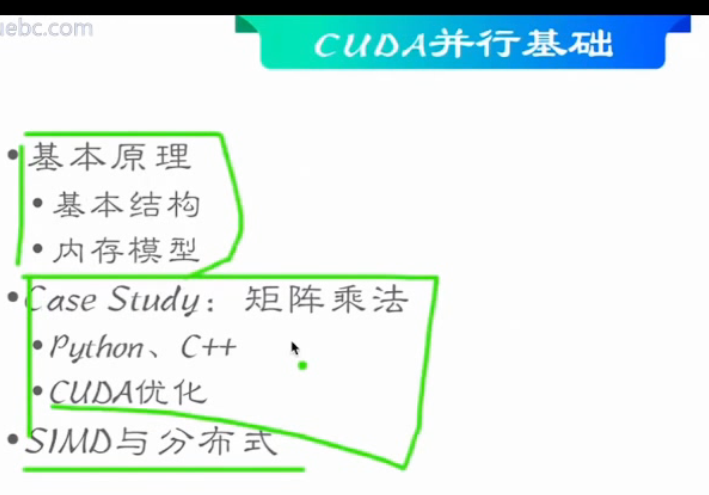 uebc.com
CUDA并行基础
•基本原理
•基本结构
•内存模型
•Case Study：矩阵乘法
•Python、C++
•CUDA优化
•SIMD与分布式